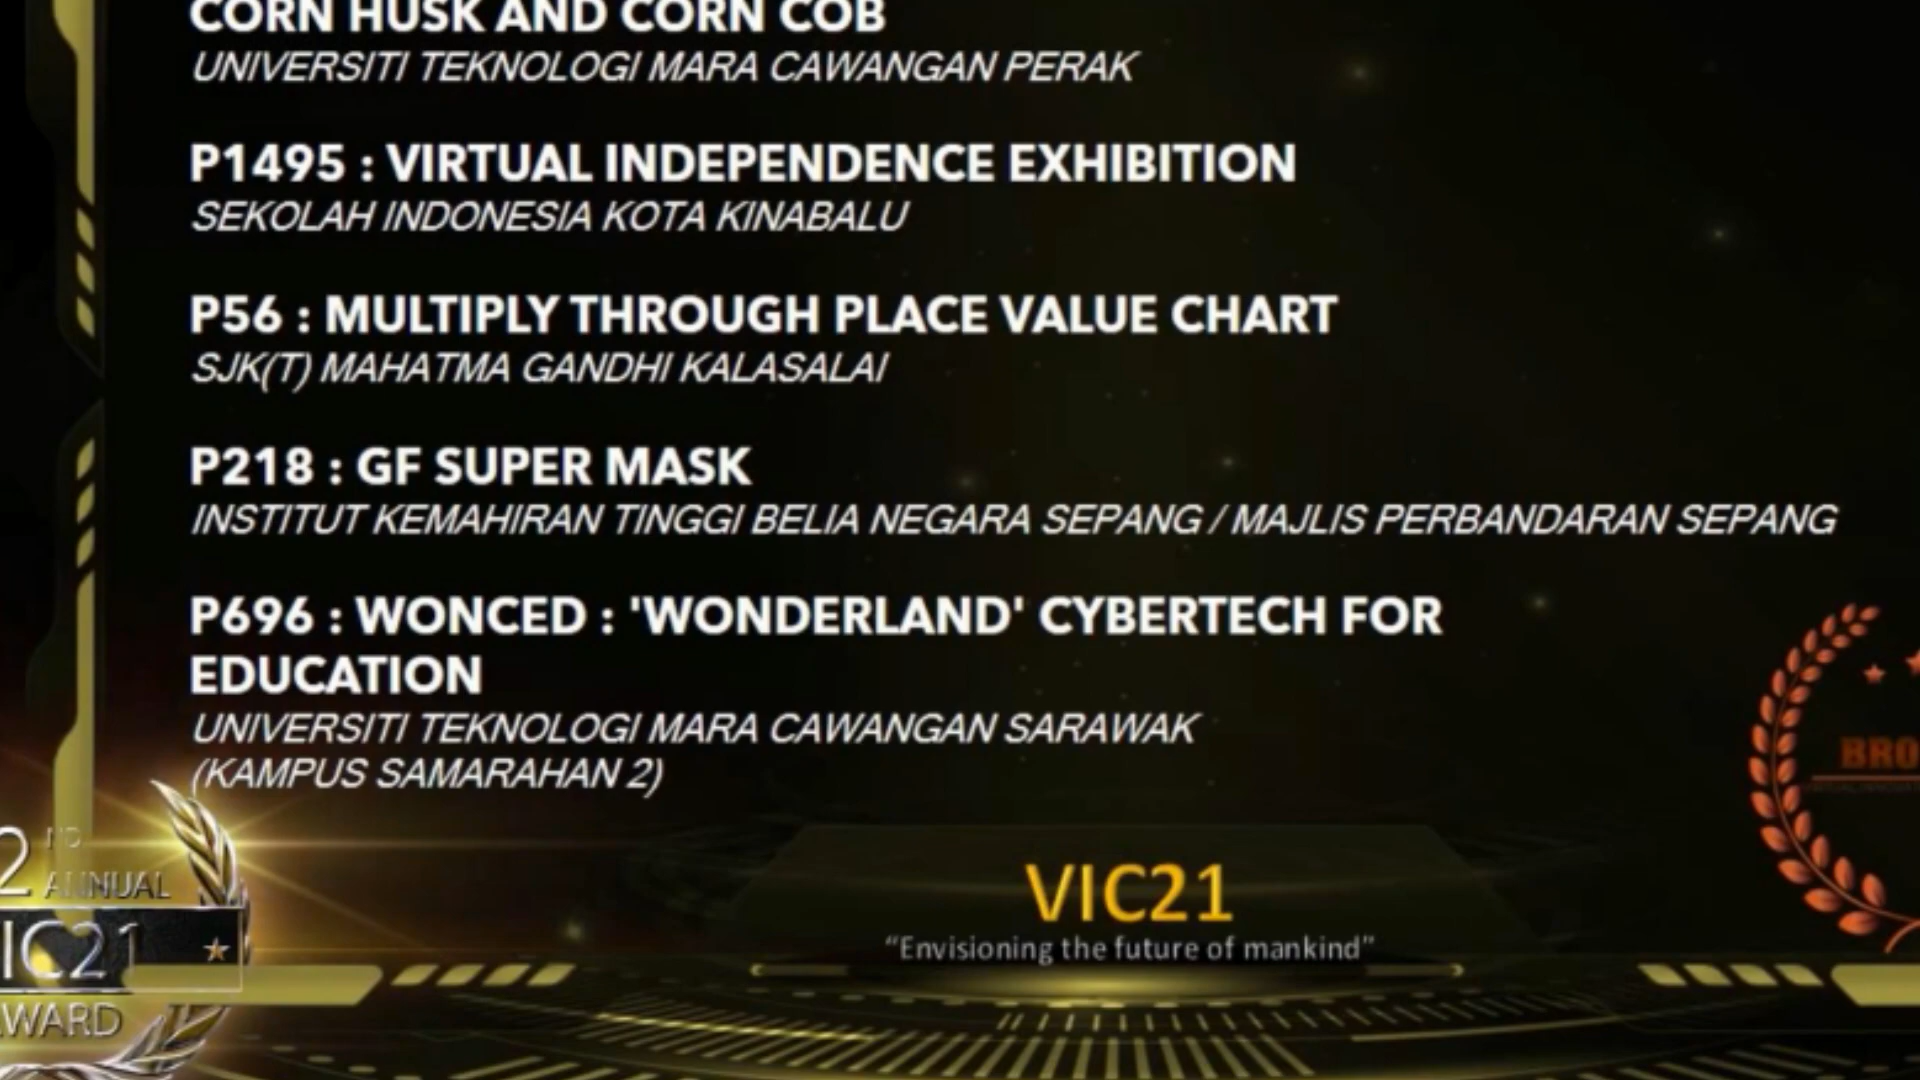 CORN HUSK AND CORN COB
UNIVERSITI TEKNOLOGI MARA CAWANGAN PERAK
P1495 : VIRTUAL INDEPENDENCE EXHIBITION
SEKOLAH INDONESIA KOTA KINABALU
P56 : MULTIPLY THROUGH PLACE VALUE CHART
SJK(T) MAHATMA GANDHI KALASALAI
P218 : GF SUPER MASK
INSTITUT KEMAHIRAN TINGGI BELIA NEGARA SEPANG / MAJLIS PERBANDARAN SEPANG
P696 : WONCED : 'WONDERLAND' CYBERTECH FOR
EDUCATION
UNIVERSITI TEKNOLOGI MARA CAWANGAN SARAWAK
(KAMPUS SAMARAHAN 2)
2 ND
ANNUAL
IC21
WARD
VIC21
“Envisioning the future of mankind”
BRO